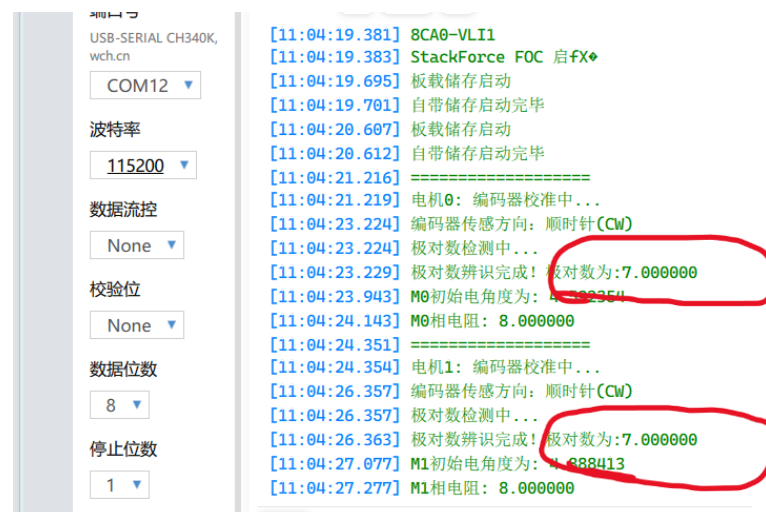 端口号
USB-SERIAL CH340K,
wch.cn
COM12
波特率
115200
数据流控
None
校验位
None
数据位数
8
停止位数
1
[11:04:19.381] 8CA0-VLI1
[11:04:19.383] StackForce FOC 启fX�
[11:04:19.695] 板载储存启动
[11:04:19.701] 自带储存启动完毕
[11:04:20.607] 板载储存启动
[11:04:20.612] 自带储存启动完毕
[11:04:21.216] ===================
[11:04:21.219] 电机0: 编码器校准中...
[11:04:23.224] 编码器传感方向: 顺时针(CW)
[11:04:23.224] 极对数检测中...
[11:04:23.229] 极对数辨识完成! 极对数为:7.000000
[11:04:23.943] M0初始电角度为:
[11:04:24.143] M0相电阻: 8.000000
[11:04:24.351] ===================
[11:04:24.354] 电机1: 编码器校准中...
[11:04:26.357] 编码器传感方向: 顺时针(CW)
[11:04:26.357] 极对数检测中...
[11:04:26.363] 极对数辨识完成! 极对数为:7.000000
[11:04:27.077] M1初始电角度为: 4.888413
[11:04:27.277] M1相电阻: 8.000000